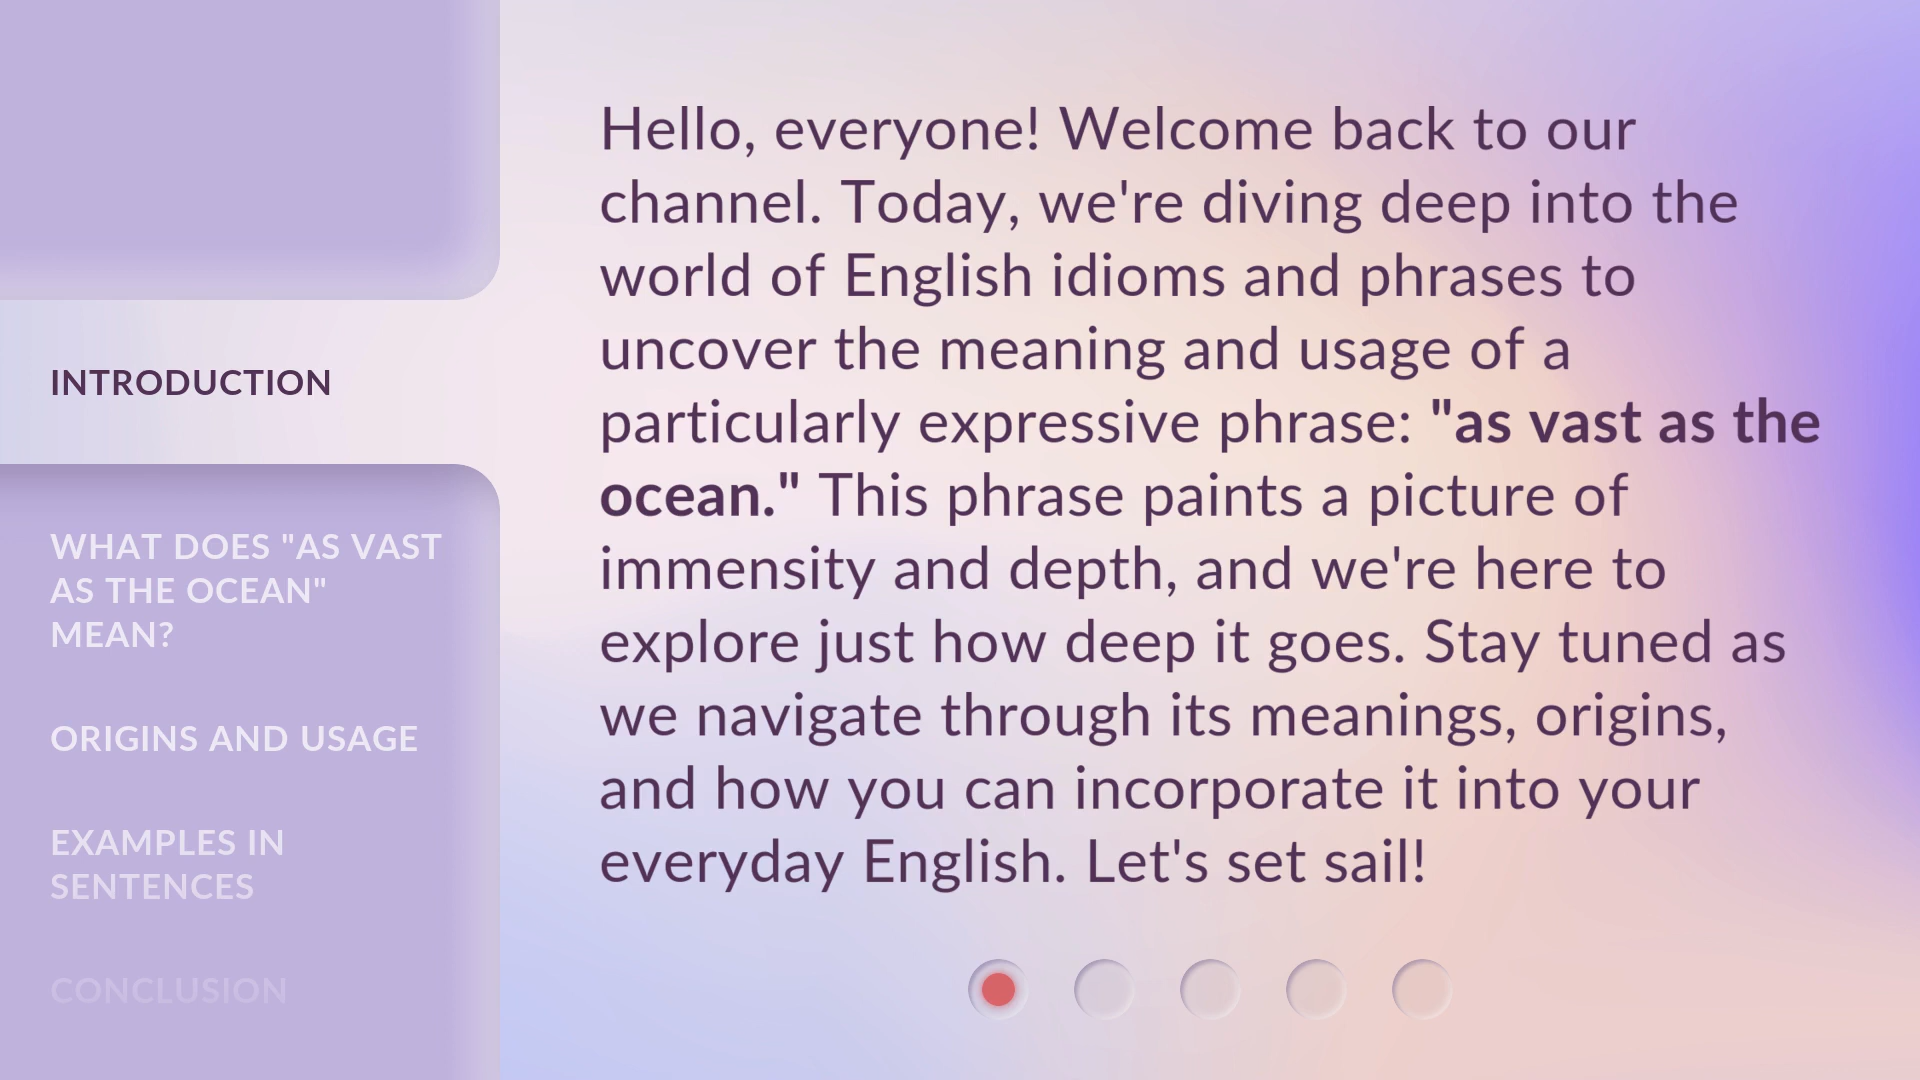 INTRODUCTION
WHAT DOES "AS VAST
AS THE OCEAN"
MEAN?
ORIGINS AND USAGE
EXAMPLES IN
SENTENCES
CONCLUSION
Hello, everyone! Welcome back to our
channel. Today, we're diving deep into the
world of English idioms and phrases to
uncover the meaning and usage of a
particularly expressive phrase: "as vast as the
ocean." This phrase paints a picture of
immensity and depth, and we're here to
explore just how deep it goes. Stay tuned as
we navigate through its meanings, origins,
and how you can incorporate it into your
everyday English. Let's set sail!